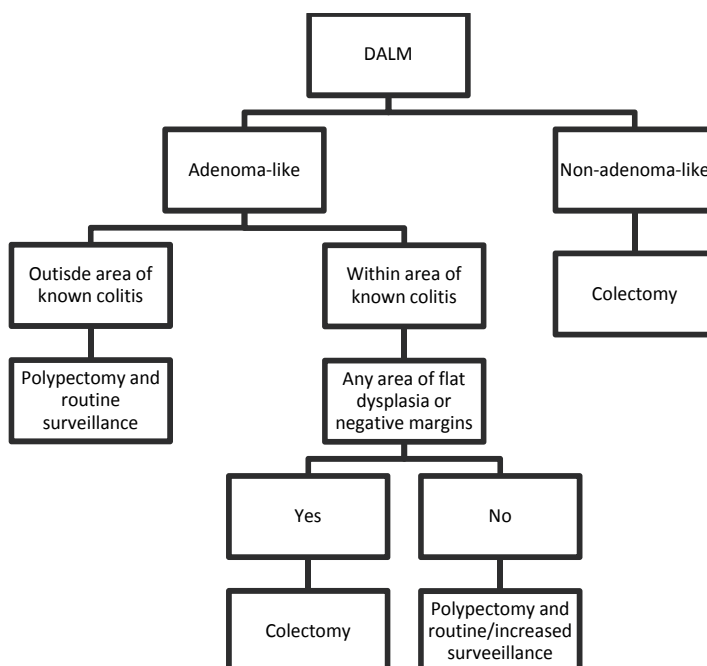 DALM
Adenoma-like
Non-adenoma-like
Outisde area of
known colitis
Within area of
known colitis
Colectomy
Polypectomy and
routine
surveillance
Any area of flat
dysplasia or
negative margins
Yes
No
Colectomy
Polypectomy and
routine/increased
surveeillance